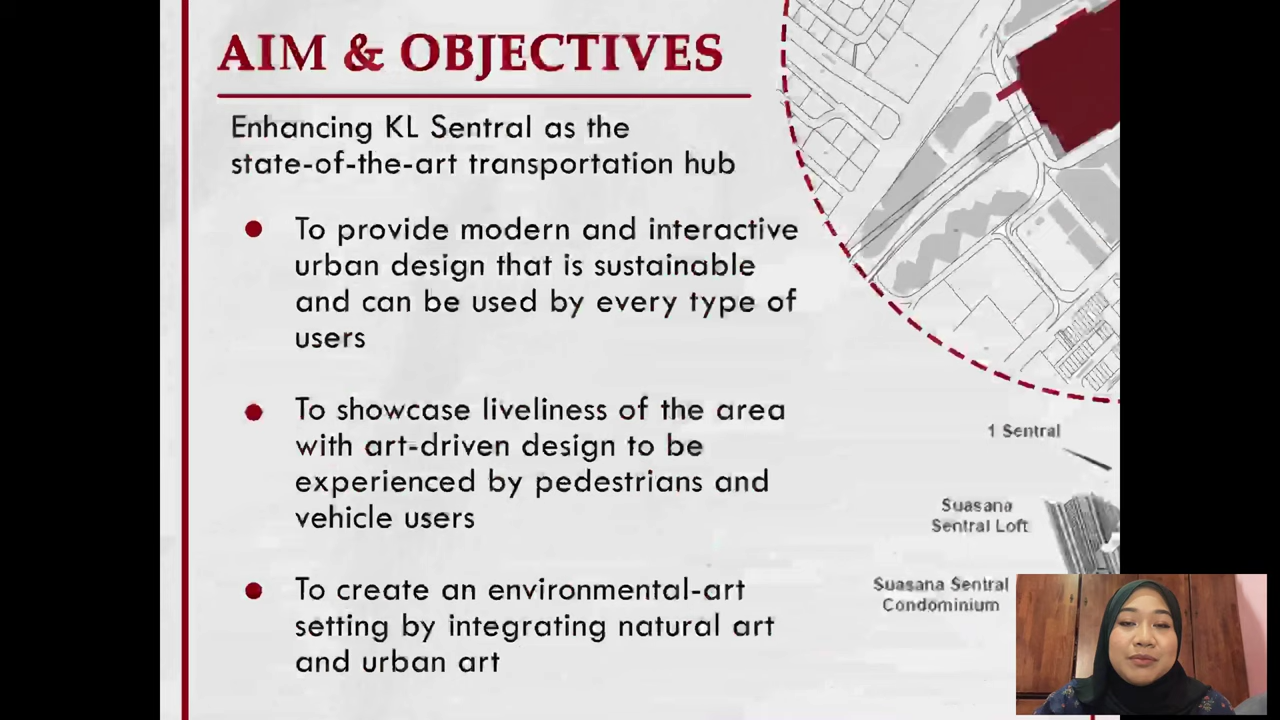 AIM & OBJECTIVES
Enhancing KL Sentral as the
state-of-the-art transportation hub
To provide modern and interactive
urban design that is sustainable
and can be used by every type of
users
To showcase liveliness of the area
with art-driven design to be
experienced by pedestrians and
vehicle users
To create an environmental-art
setting by integrating natural art
and urban art
1 Sentral
Suasana
Sentral Loft
Suasana Sentral
Condominium